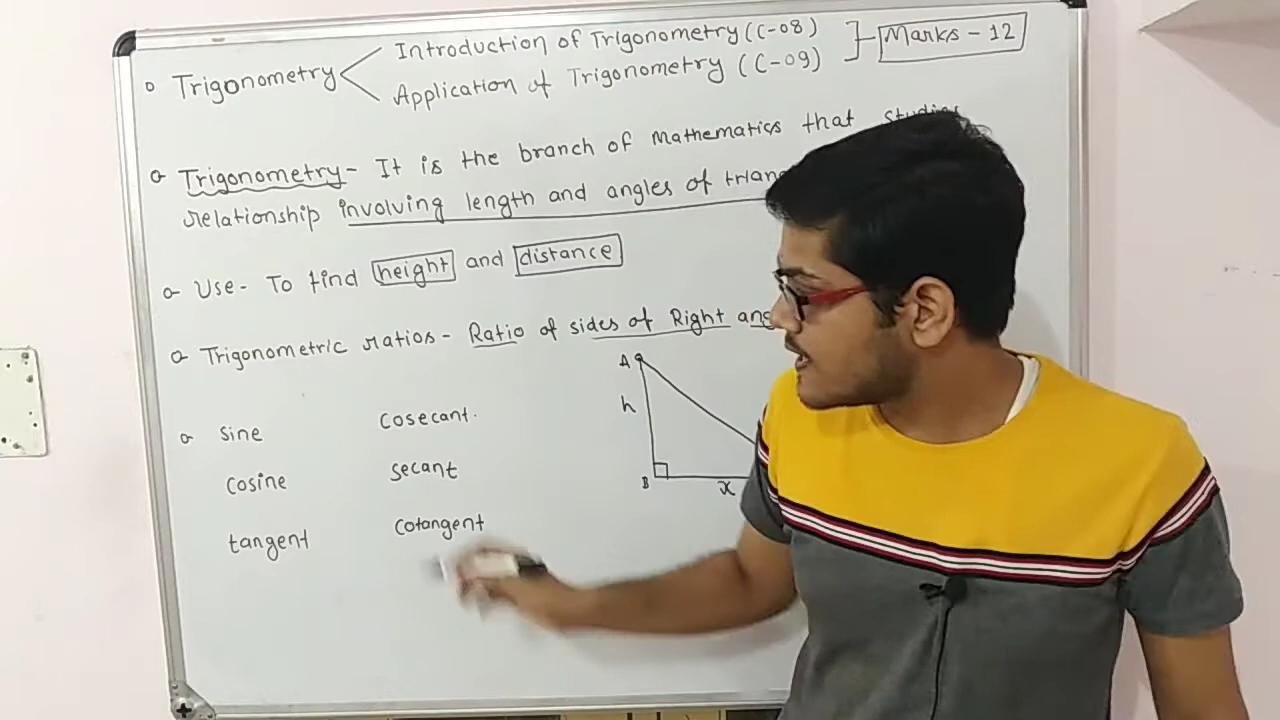 Trigonometry
Introduction of Trigonometry (C-08)
Application of Trigonometry (C-09)
Marks - 12
Trigonometry - It is the branch of Mathematics that studies
relationship involving length and angles of
Use - To find height and distance
Trigonometric ratios - Ratio of sides of Right
sine cosecant.
cosine secant
tangent cotangent
A
h
B
x